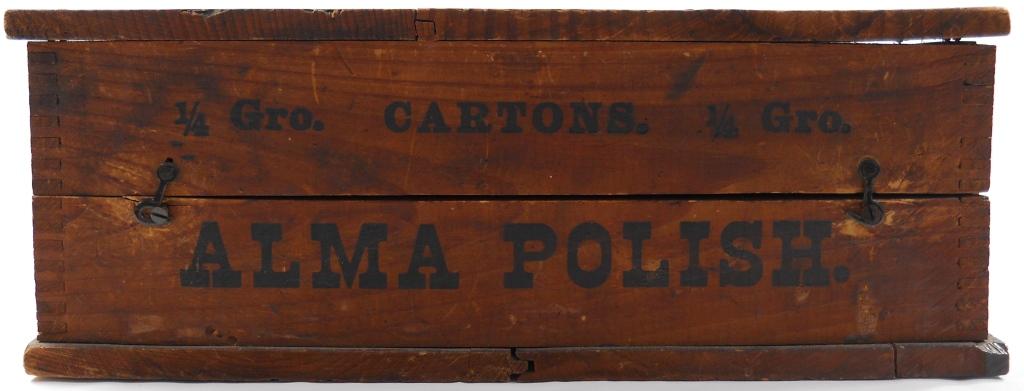 ¼ Gro. CARTONS. ¼ Gro.
ALMA POLISH.